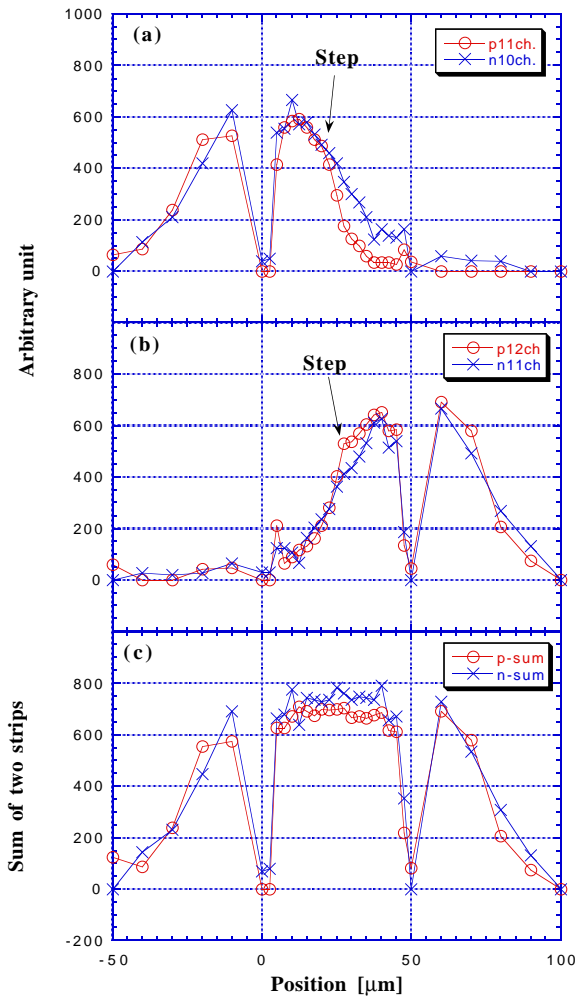 1000
(a)
p11ch.
n10ch.
Step
800
600
400
200
0
Arbitrary unit
(b)
p12ch
n11ch
Step
800
600
400
200
0
(c)
p-sum
n-sum
800
600
400
200
0
-200
Sum of two strips
-50 0 50 100
Position [μm]